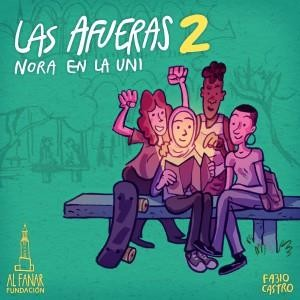 LAS AFUERAS 2
NORA EN LA UNI
AL FANAR
FUNDACIÓN
FABIO
CASTRO